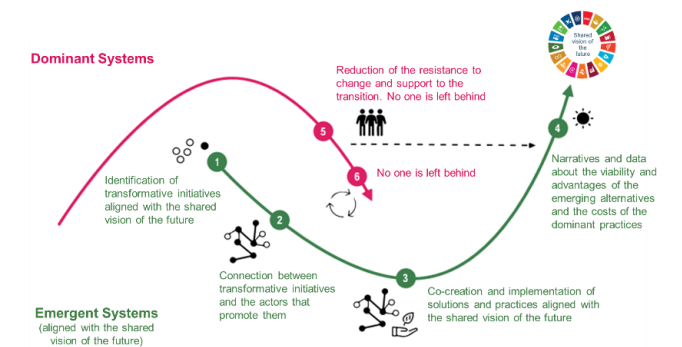 Dominant Systems
Shared
vision of
the
future
Reduction of the resistance to
change and support to the
transition. No one is left behind
5
4
1
6
No one is left behind
Narratives and data
about the viability and
advantages of the
emerging alternatives
and the costs of the
dominant practices
Identification of
transformative initiatives
aligned with the shared
vision of the future
2
Connection between
transformative initiatives
and the actors that
promote them
3
Co-creation and implementation of
solutions and practices aligned with
the shared vision of the future
Emergent Systems
(aligned with the shared
vision of the future)